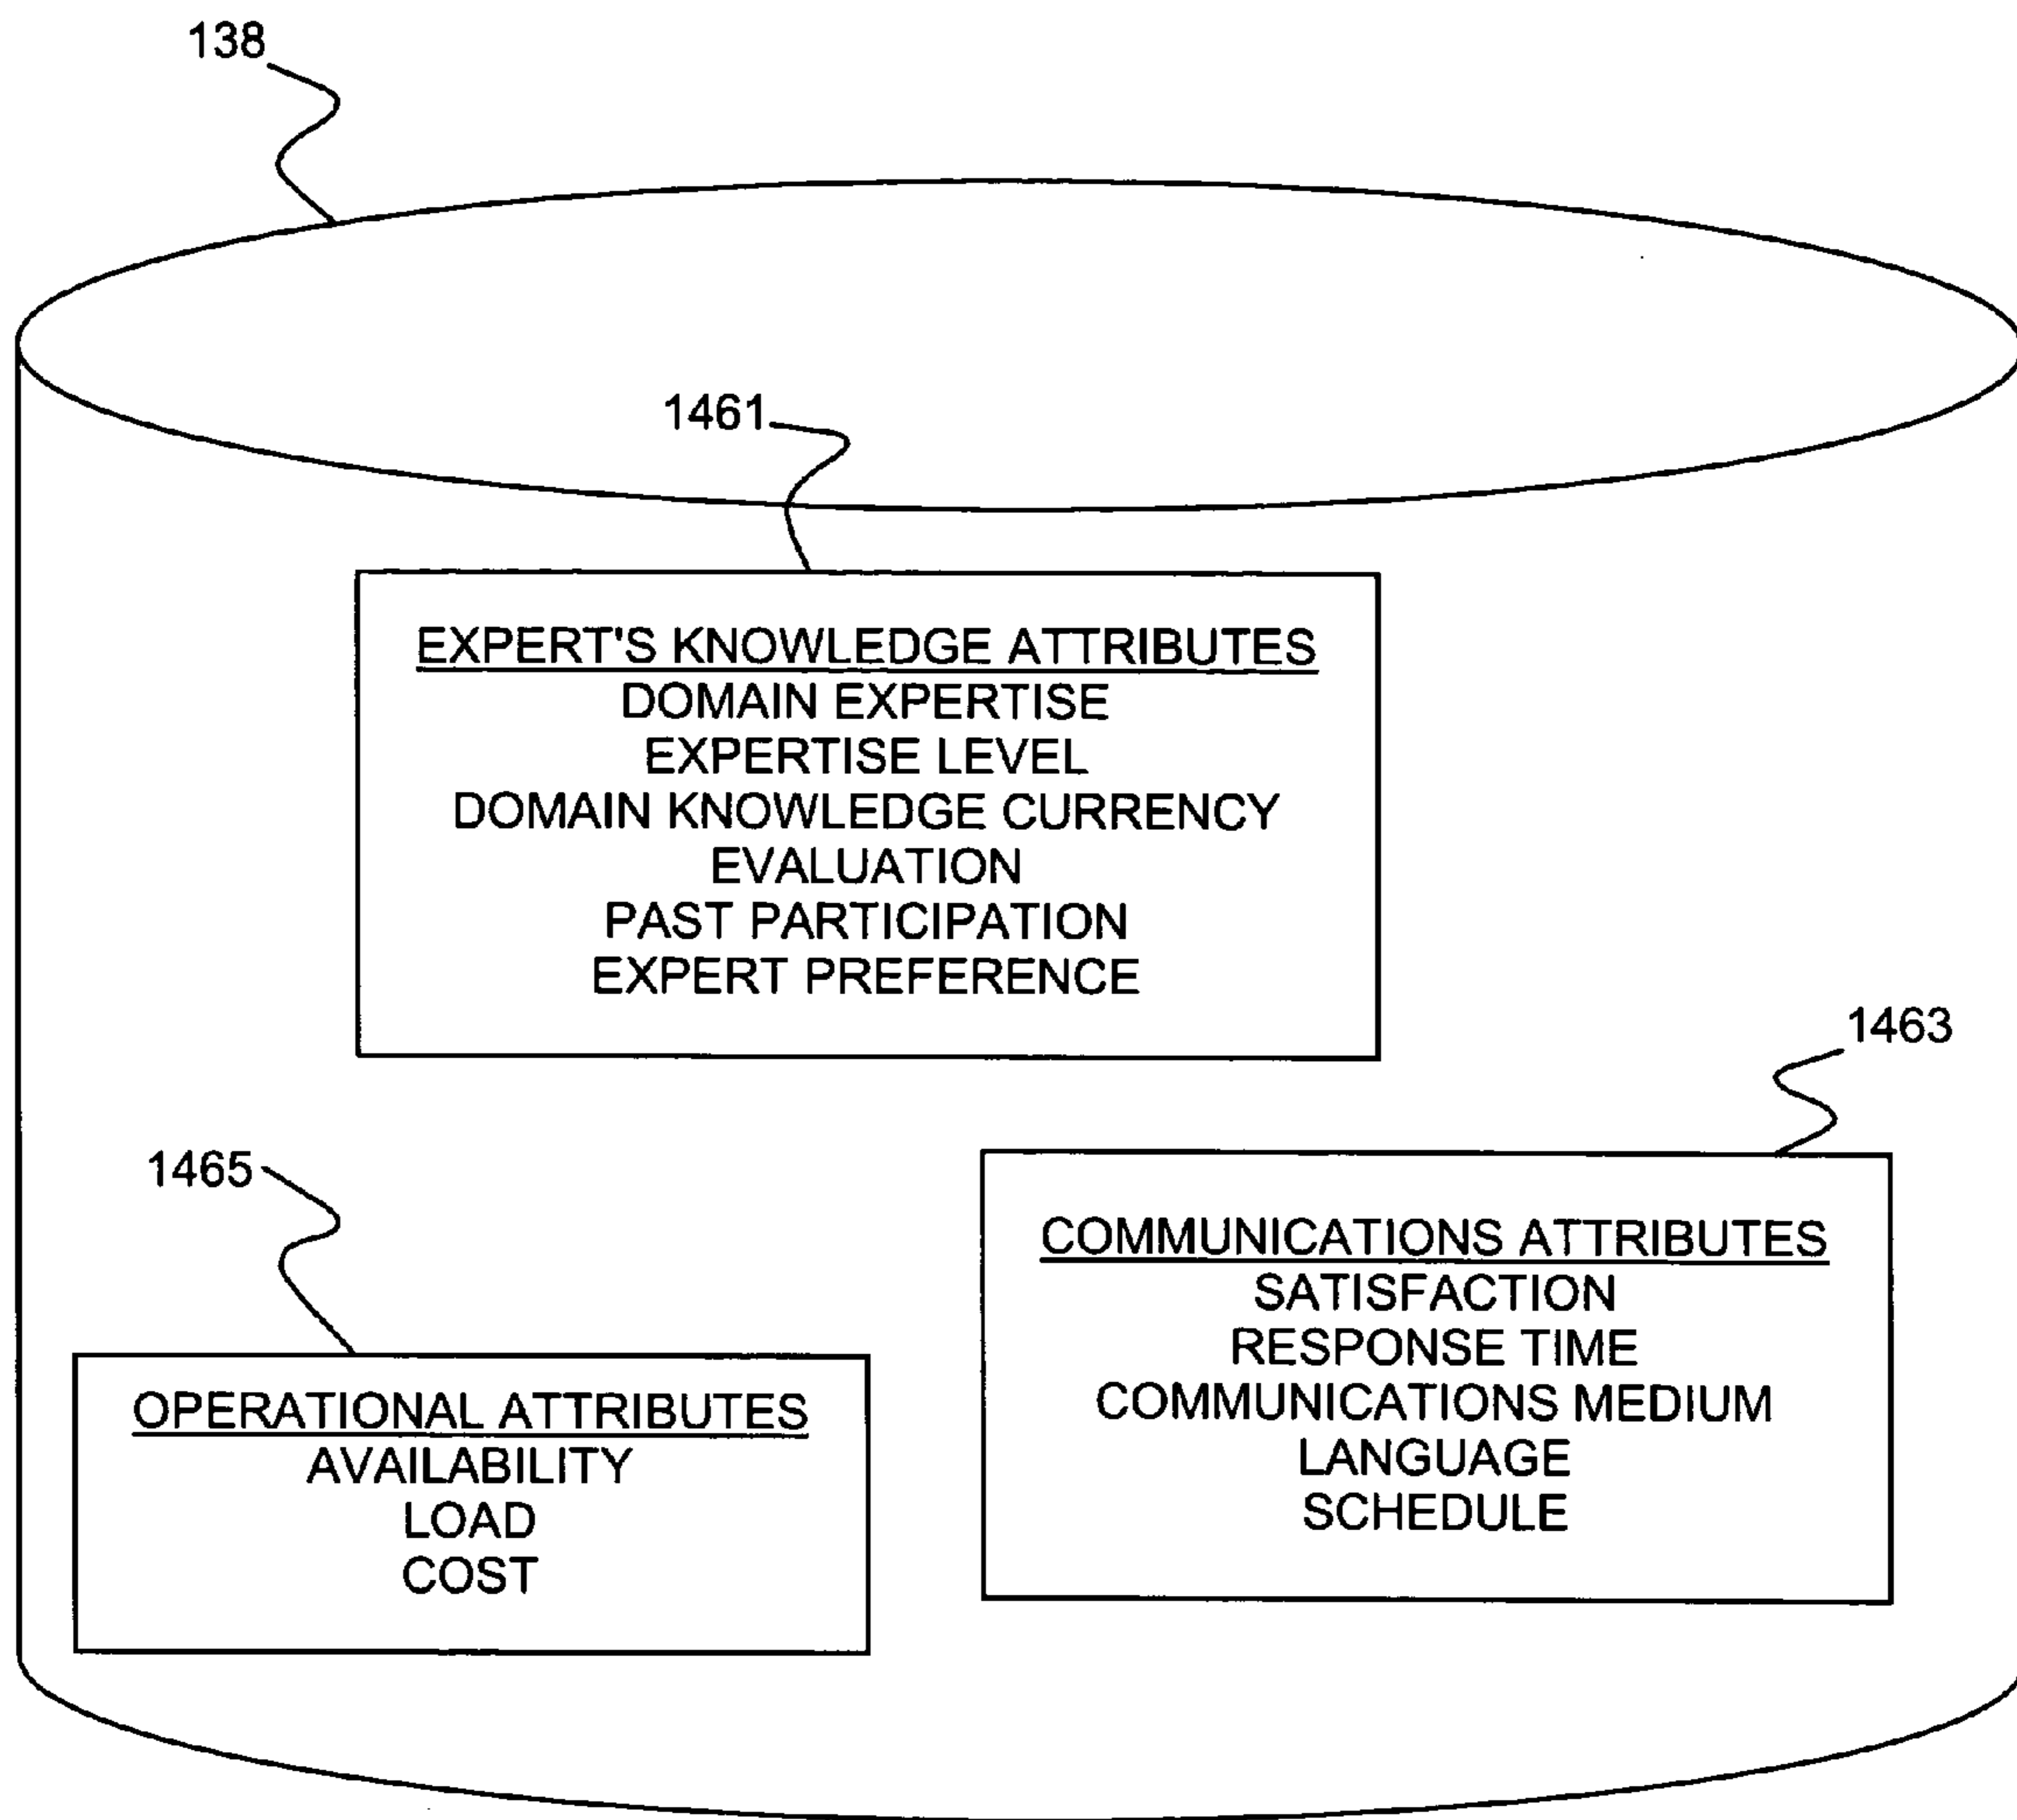 138
1461
EXPERT'S KNOWLEDGE ATTRIBUTES
DOMAIN EXPERTISE
EXPERTISE LEVEL
DOMAIN KNOWLEDGE CURRENCY
EVALUATION
PAST PARTICIPATION
EXPERT PREFERENCE
1463
COMMUNICATIONS ATTRIBUTES
SATISFACTION
RESPONSE TIME
COMMUNICATIONS MEDIUM
LANGUAGE
SCHEDULE
1465
OPERATIONAL ATTRIBUTES
AVAILABILITY
LOAD
COST